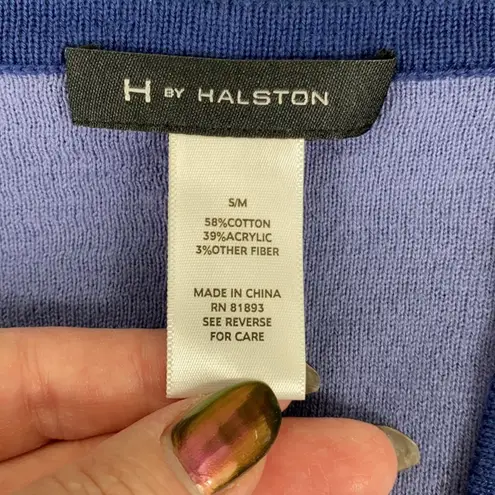 H BY HALSTON
S/M
58%COTTON
39%ACRYLIC
3%OTHER FIBER
MADE IN CHINA
RN 81893
SEE REVERSE
FOR CARE